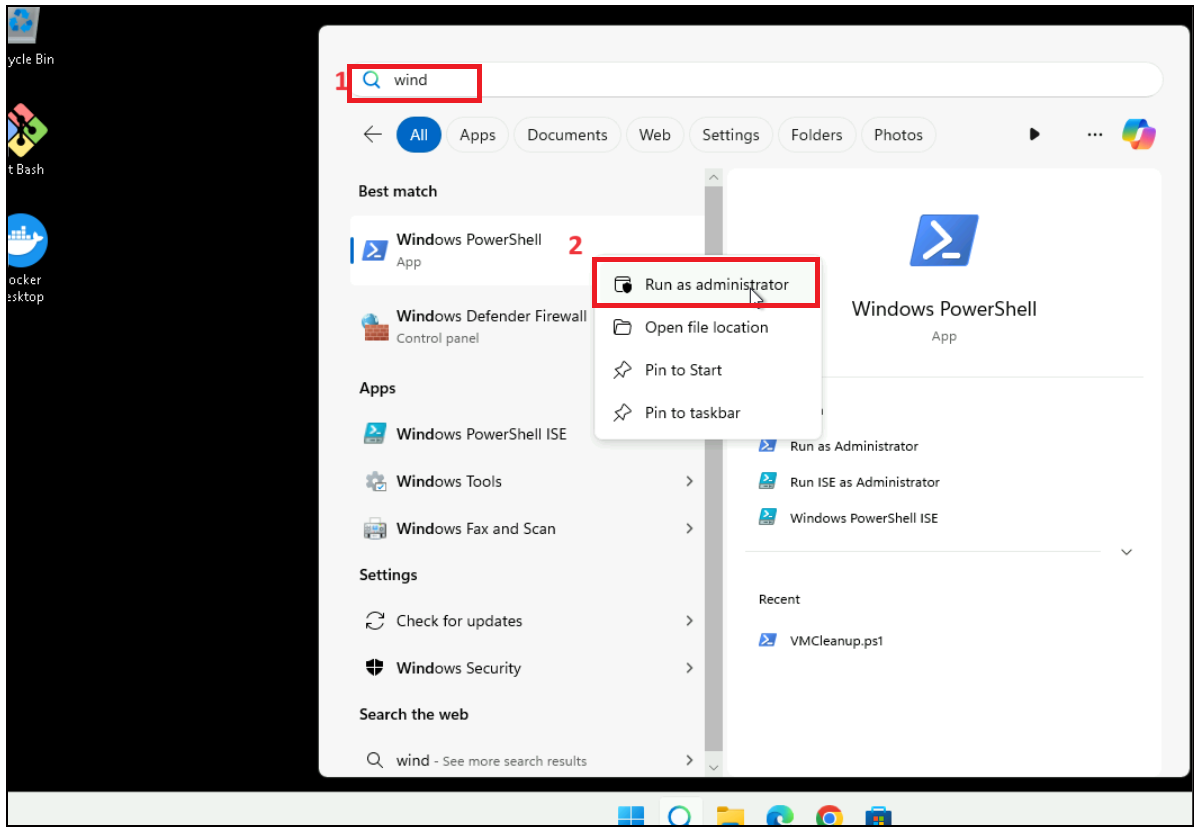 ycle Bin
t Bash
ocker
esktop
1
wind
All
Apps
Documents
Web
Settings
Folders
Photos
Best match
Windows PowerShell
App
2
Run as administrator
Open file location
Pin to Start
Pin to taskbar
Windows Defender Firewall
Control panel
Apps
Windows PowerShell ISE
Windows Tools
Windows Fax and Scan
Settings
Check for updates
Windows Security
Search the web
wind - See more search results
Windows PowerShell
App
Run as Administrator
Run ISE as Administrator
Windows PowerShell ISE
Recent
VMCleanup.ps1